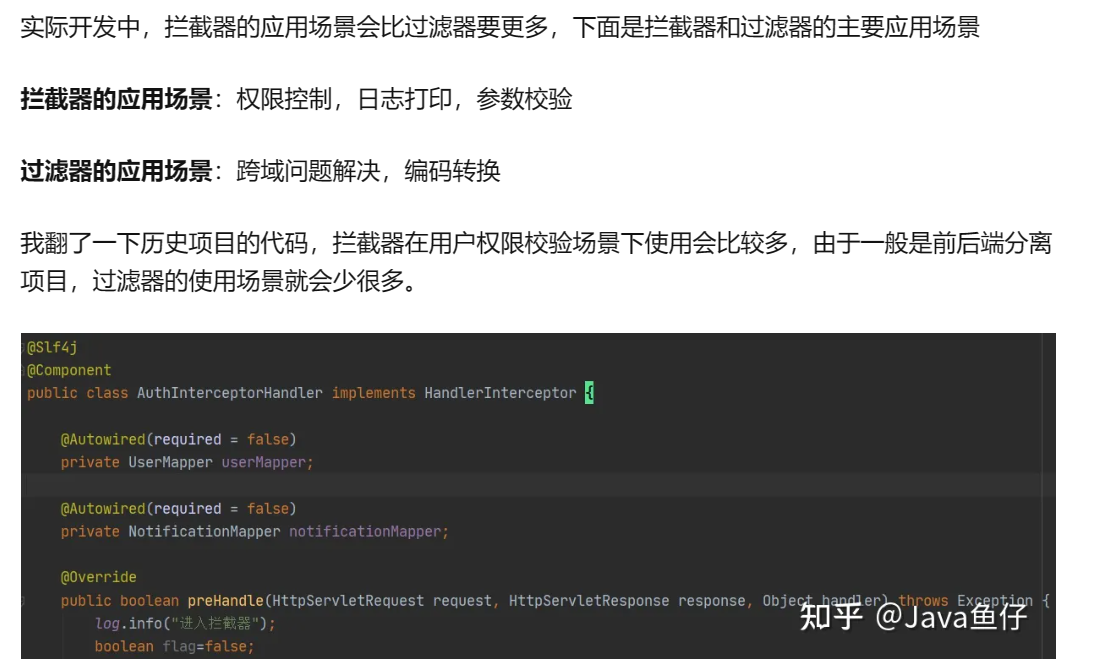 实际开发中，拦截器的应用场景会比过滤器要更多，下面是拦截器和过滤器的主要应用场景
拦截器的应用场景：权限控制，日志打印，参数校验
过滤器的应用场景：跨域问题解决，编码转换
我翻了一下历史项目的代码，拦截器在用户权限校验场景下使用会比较多，由于一般是前后端分离
项目，过滤器的使用场景就会少很多。
@Slf4j
@Component
public class AuthInterceptorHandler implements HandlerInterceptor {
@Autowired(required = false)
private UserMapper userMapper;
@Autowired(required = false)
private NotificationMapper notificationMapper;
@Override
public boolean preHandle(HttpServletRequest request, HttpServletResponse response, Object handler) throws Exception {
log.info("进入拦截器");
boolean flag=false;
知乎 @Java鱼仔